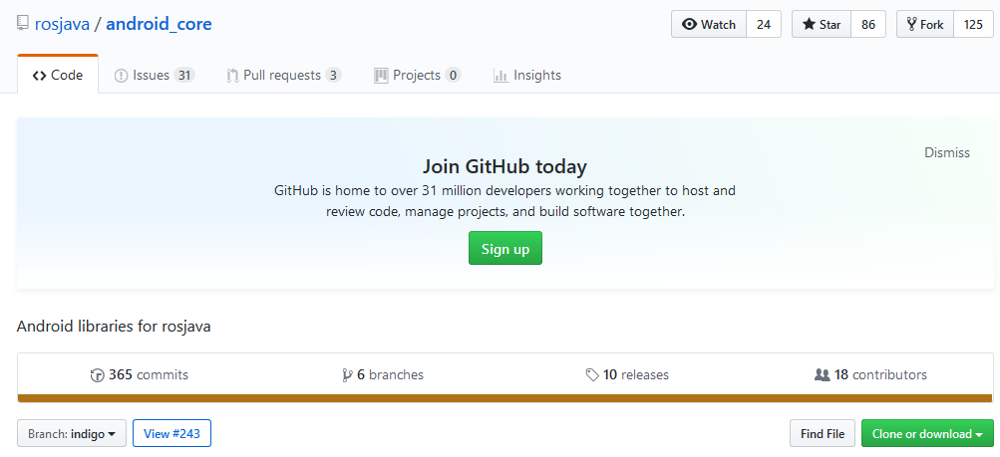 rosjava / android_core
Watch 24 Star 86 Fork 125
Code Issues 31 Pull requests 3 Projects 0 Insights
Dismiss
Join GitHub today
GitHub is home to over 31 million developers working together to host and
review code, manage projects, and build software together.
Sign up
Android libraries for rosjava
365 commits 6 branches 10 releases 18 contributors
Branch: indigo View #243 Find File Clone or download